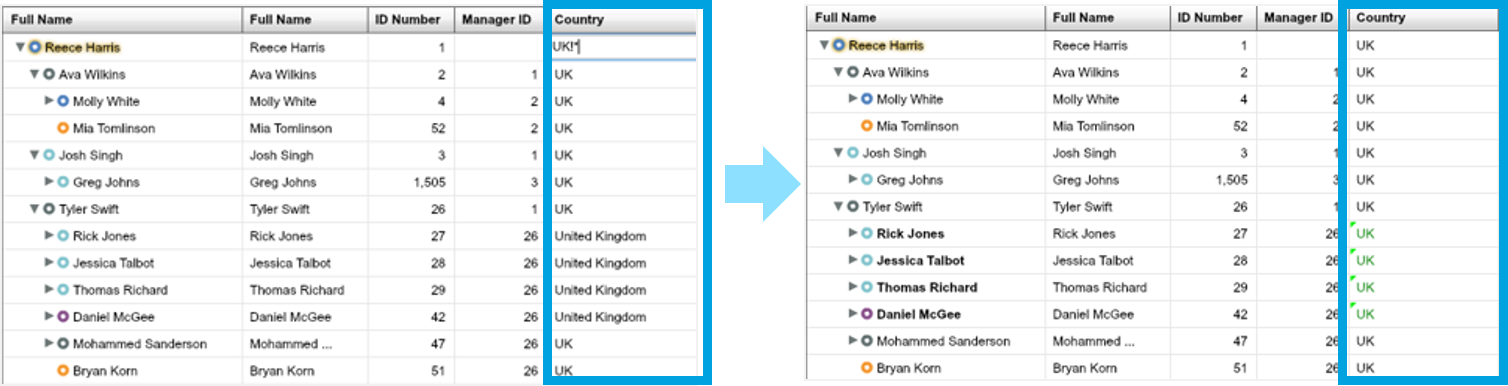 Full Name Full Name ID Number Manager ID Country
Reece Harris Reece Harris 1 UK!*
Ava Wilkins Ava Wilkins 2 1 UK
Molly White Molly White 4 2 UK
Mia Tomlinson Mia Tomlinson 52 2 UK
Josh Singh Josh Singh 3 1 UK
Greg Johns Greg Johns 1,505 3 UK
Tyler Swift Tyler Swift 26 1 UK
Rick Jones Rick Jones 27 26 United Kingdom
Jessica Talbot Jessica Talbot 28 26 United Kingdom
Thomas Richard Thomas Richard 29 26 United Kingdom
Daniel McGee Daniel McGee 42 26 United Kingdom
Mohammed Sanderson Mohammed ... 47 26 UK
Bryan Korn Bryan Korn 51 26 UK
Full Name Full Name ID Number Manager ID Country
Reece Harris Reece Harris 1 UK
Ava Wilkins Ava Wilkins 2 1 UK
Molly White Molly White 4 2 UK
Mia Tomlinson Mia Tomlinson 52 2 UK
Josh Singh Josh Singh 3 1 UK
Greg Johns Greg Johns 1,505 3 UK
Tyler Swift Tyler Swift 26 1 UK
Rick Jones Rick Jones 27 26 UK
Jessica Talbot Jessica Talbot 28 26 UK
Thomas Richard Thomas Richard 29 26 UK
Daniel McGee Daniel McGee 42 26 UK
Mohammed Sanderson Mohammed ... 47 26 UK
Bryan Korn Bryan Korn 51 26 UK